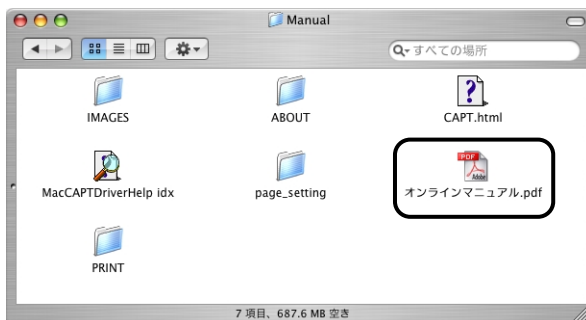 Manual
すべての場所
IMAGES
ABOUT
CAPT.html
PDF
Adobe
MacCAPTDriverHelp idx
page_setting
オンラインマニュアル.pdf
PRINT
7 項目、687.6 MB 空き